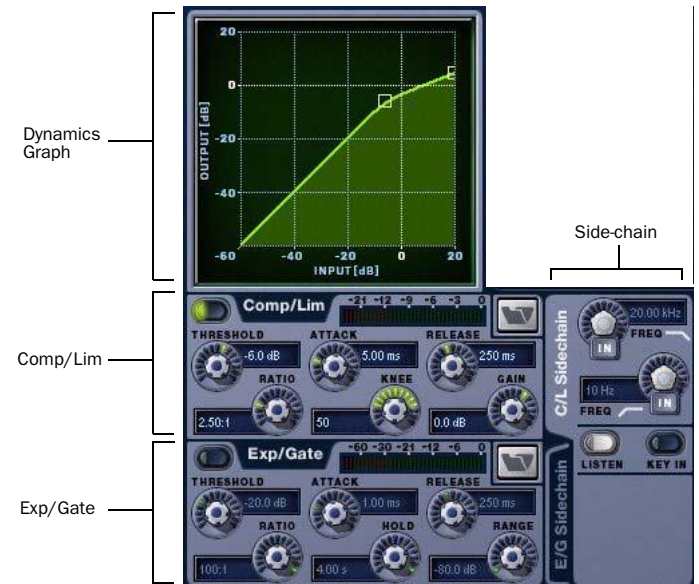 Dynamics
Graph
20
0
-20
-40
-60
OUTPUT [dB]
-60 -40 -20 0 20
INPUT[dB]
Side-chain
Comp/Lim
Comp/Lim
-21 -12 -9 -6 -3 0
THRESHOLD ATTACK RELEASE
-6.0 dB 5.00 ms 250 ms
RATIO KNEE GAIN
2.50:1 50 0.0 dB
C/L Sidechain
20.00 kHz
FREQ
IN
10 Hz
FREQ
IN
LISTEN KEY IN
E/G Sidechain
Exp/Gate
Exp/Gate
-60 -30 -21 -12 -6 0
THRESHOLD ATTACK RELEASE
-20.0 dB 1.00 ms 250 ms
RATIO HOLD RANGE
100:1 4.00 s -80.0 dB